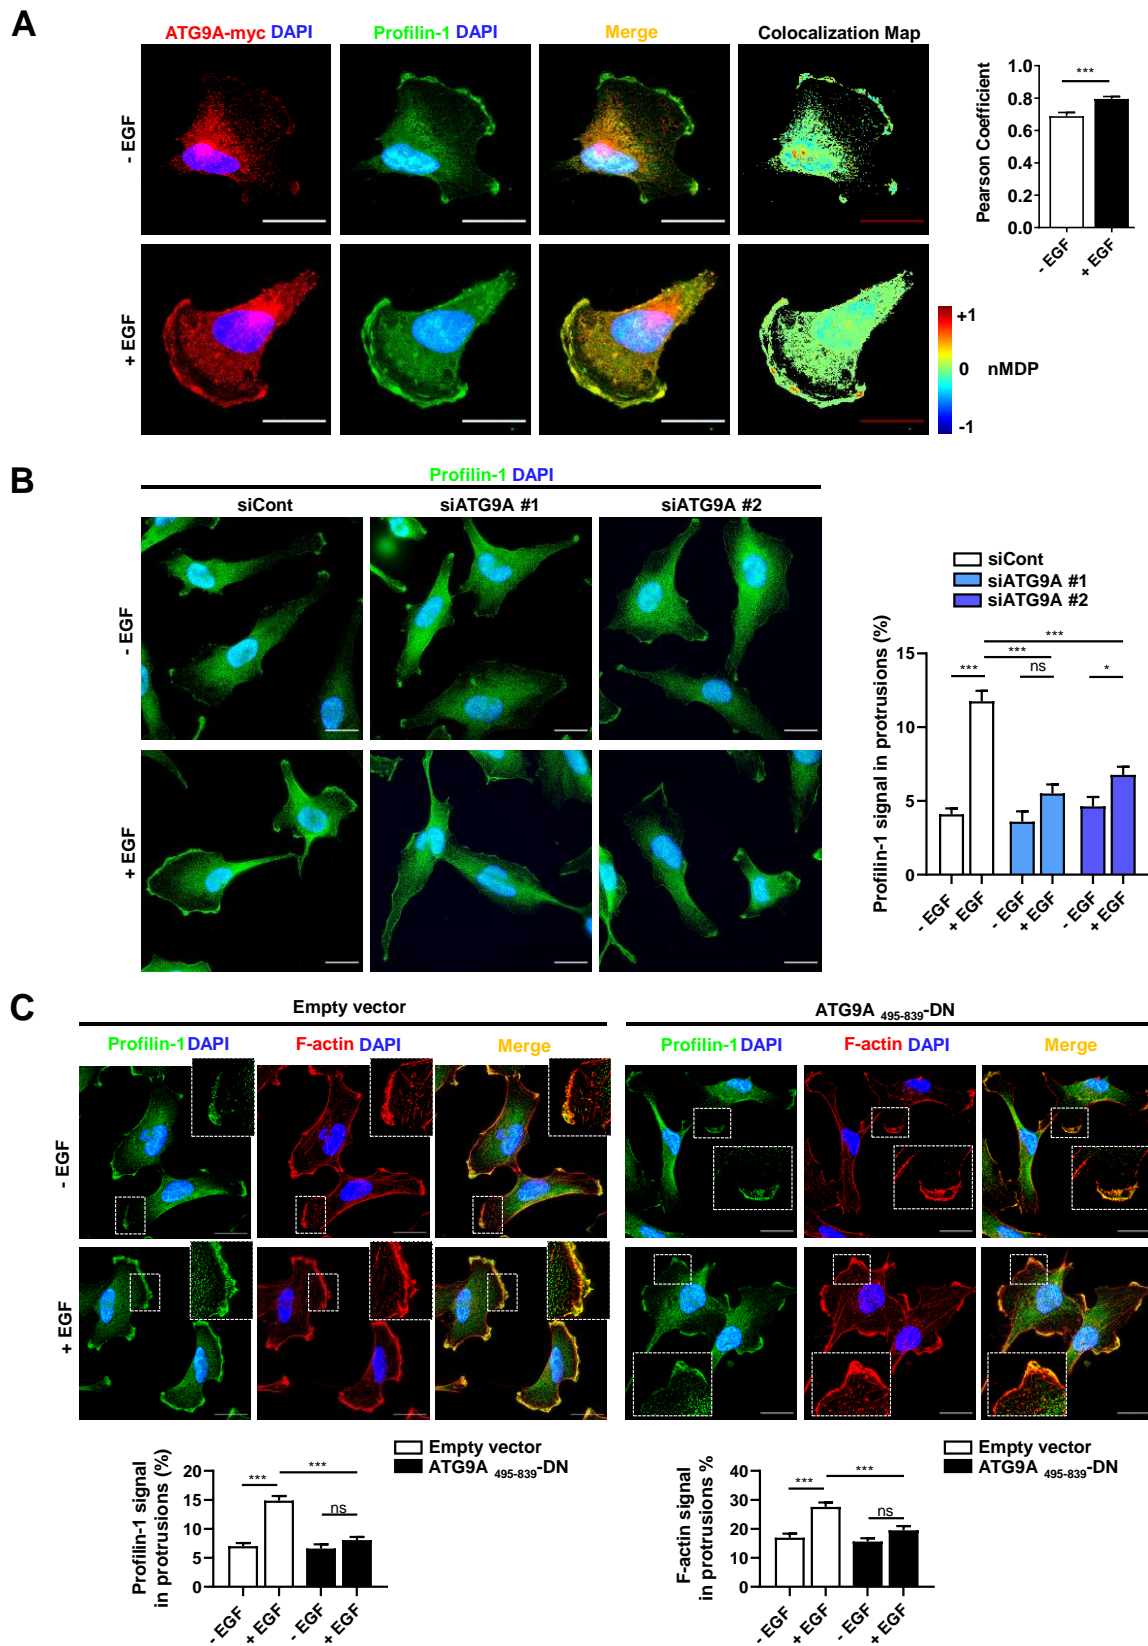 A
ATG9A-myc DAPI
Profilin-1 DAPI
Merge
Colocalization Map
- EGF
+ EGF
Pearson Coefficient
1.0
0.8
0.6
0.4
0.2
0.0
***
- EGF
+ EGF
+1
0
-1
nMDP
B
Profilin-1 DAPI
siCont
siATG9A #1
siATG9A #2
- EGF
+ EGF
siCont
siATG9A #1
siATG9A #2
Profilin-1 signal in protrusions (%)
15
10
5
0
***
***
***
ns
*
- EGF
+ EGF
- EGF
+ EGF
- EGF
+ EGF
C
Empty vector
ATG9A 495-839-DN
Profilin-1 DAPI
F-actin DAPI
Merge
Profilin-1 DAPI
F-actin DAPI
Merge
- EGF
+ EGF
Empty vector
ATG9A 495-839-DN
Profilin-1 signal
in protrusions (%)
20
15
10
5
0
***
***
ns
- EGF
+ EGF
- EGF
+ EGF
Empty vector
ATG9A 495-839-DN
F-actin signal
in protrusions %
40
30
20
10
0
***
***
ns
- EGF
+ EGF
- EGF
+ EGF